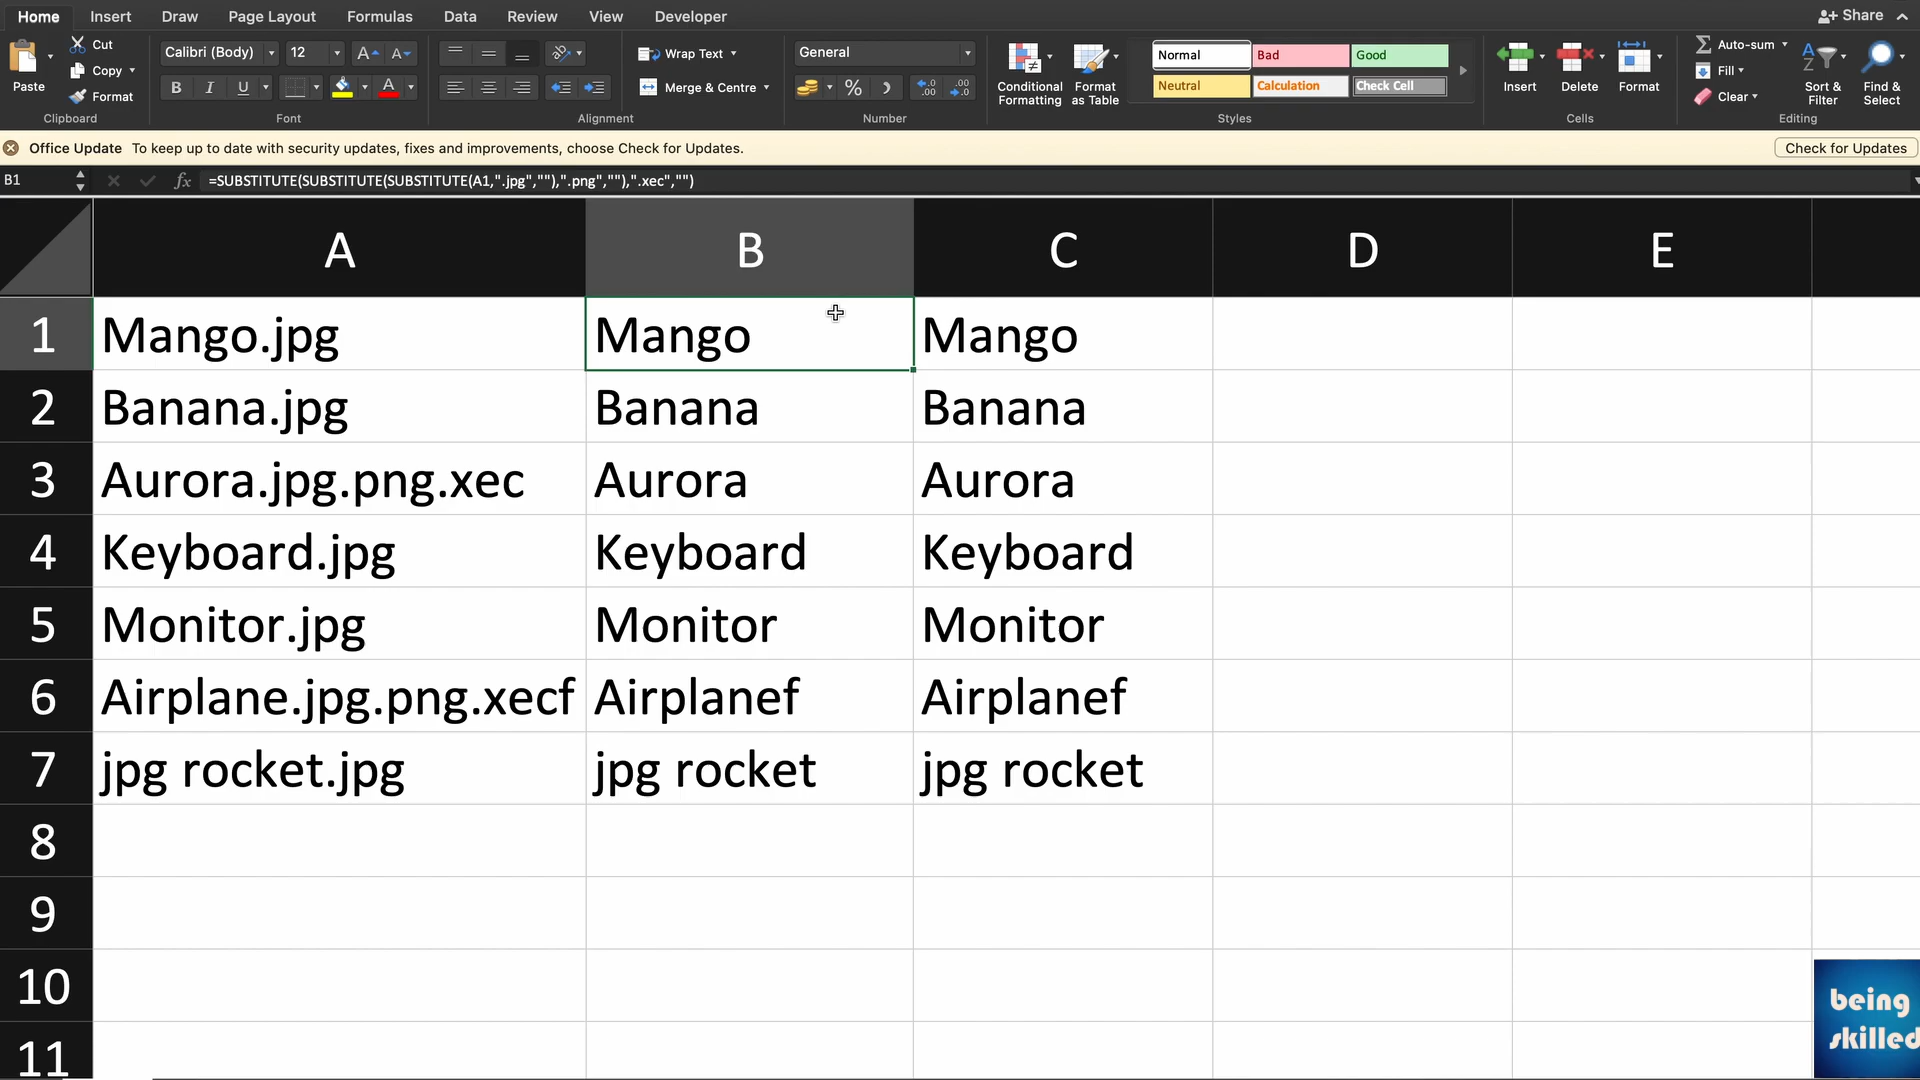 Home Insert Draw Page Layout Formulas Data Review View Developer Share
Cut Calibri (Body) 12 A A Wrap Text General Normal Bad Good Auto-sum
Paste Copy Fill
Format B I U A Merge & Centre % Conditional Formatting Format as Table Neutral Calculation Check Cell Insert Delete Format Clear Sort & Filter Find & Select
Clipboard Font Alignment Number Styles Cells Editing
Office Update To keep up to date with security updates, fixes and improvements, choose Check for Updates. Check for Updates
B1 fx =SUBSTITUTE(SUBSTITUTE(SUBSTITUTE(A1,".jpg",""),".png",""),".xec","")
A B C D E
1 Mango.jpg Mango Mango
2 Banana.jpg Banana Banana
3 Aurora.jpg.png.xec Aurora Aurora
4 Keyboard.jpg Keyboard Keyboard
5 Monitor.jpg Monitor Monitor
6 Airplane.jpg.png.xecf Airplanef Airplanef
7 jpg rocket.jpg jpg rocket jpg rocket
8
9
10
11
being
skilled